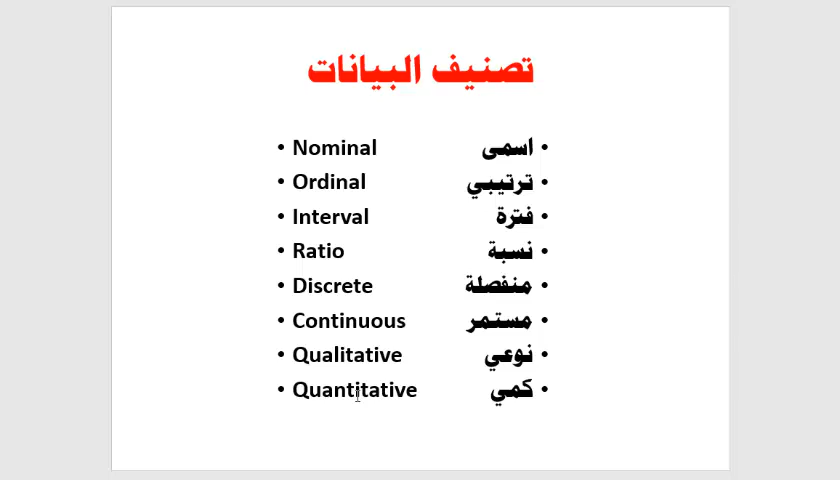 تصنيف البيانات
• Nominal اسمى •
• Ordinal ترتيبي •
• Interval فترة •
• Ratio نسبة •
• Discrete منفصلة •
• Continuous مستمر •
• Qualitative نوعي •
• Quantitative كمي •